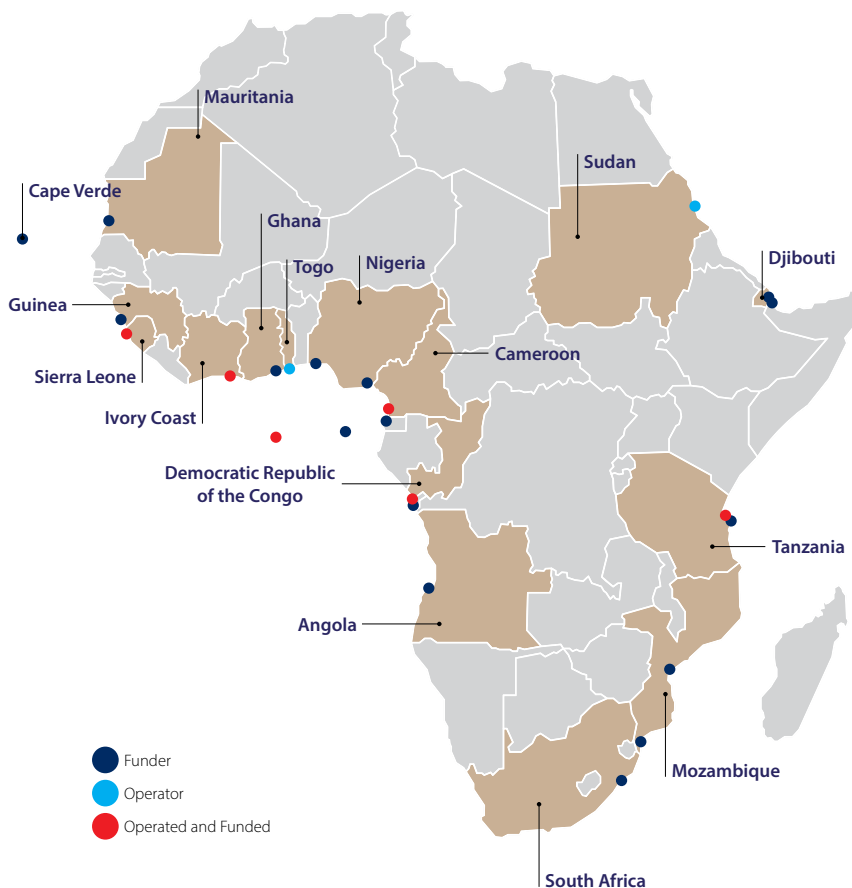 Mauritania
Sudan
Cape Verde
Ghana
Togo
Nigeria
Djibouti
Guinea
Cameroon
Sierra Leone
Ivory Coast
Democratic Republic
of the Congo
Tanzania
Angola
Funder
Mozambique
Operator
Operated and Funded
South Africa